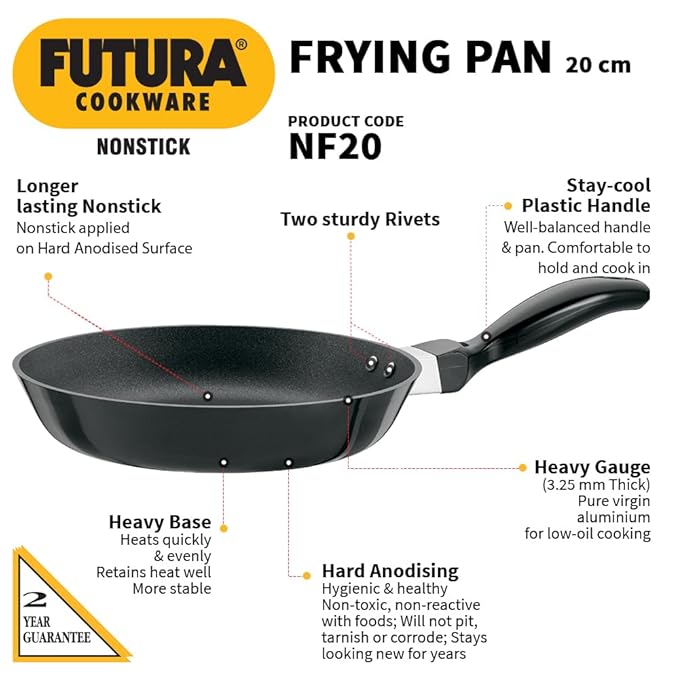 FUTURA®
COOKWARE
NONSTICK
FRYING PAN 20 cm
PRODUCT CODE
NF20
Longer
lasting Nonstick
Nonstick applied
on Hard Anodised Surface
Two sturdy Rivets
Stay-cool
Plastic Handle
Well-balanced handle
& pan. Comfortable to
hold and cook in
Heavy Base
Heats quickly
& evenly
Retains heat well
More stable
Hard Anodising
Hygienic & healthy
Non-toxic, non-reactive
with foods; Will not pit,
tarnish or corrode; Stays
looking new for years
Heavy Gauge
(3.25 mm Thick)
Pure virgin
aluminium
for low-oil cooking
2
YEAR
GUARANTEE